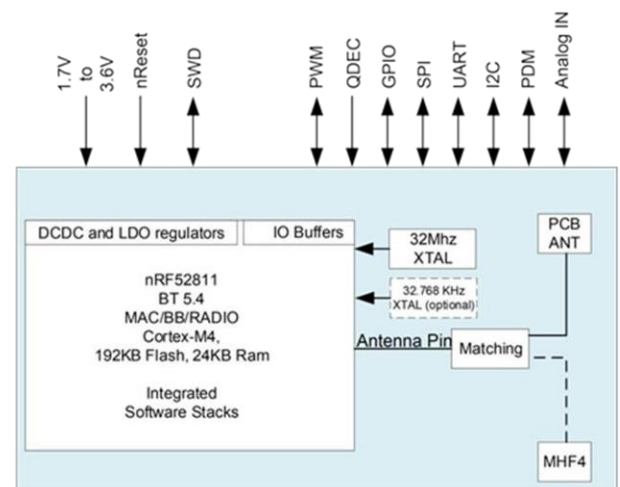 1.7V
to
3.6V
nReset
SWD
PWM
QDEC
GPIO
SPI
UART
I2C
PDM
Analog IN
DCDC and LDO regulators
IO Buffers
nRF52811
BT 5.4
MAC/BB/RADIO
Cortex-M4,
192KB Flash, 24KB Ram
Integrated
Software Stacks
32Mhz
XTAL
32.768 KHz
XTAL (optional)
Antenna Pin
Matching
PCB
ANT
MHF4